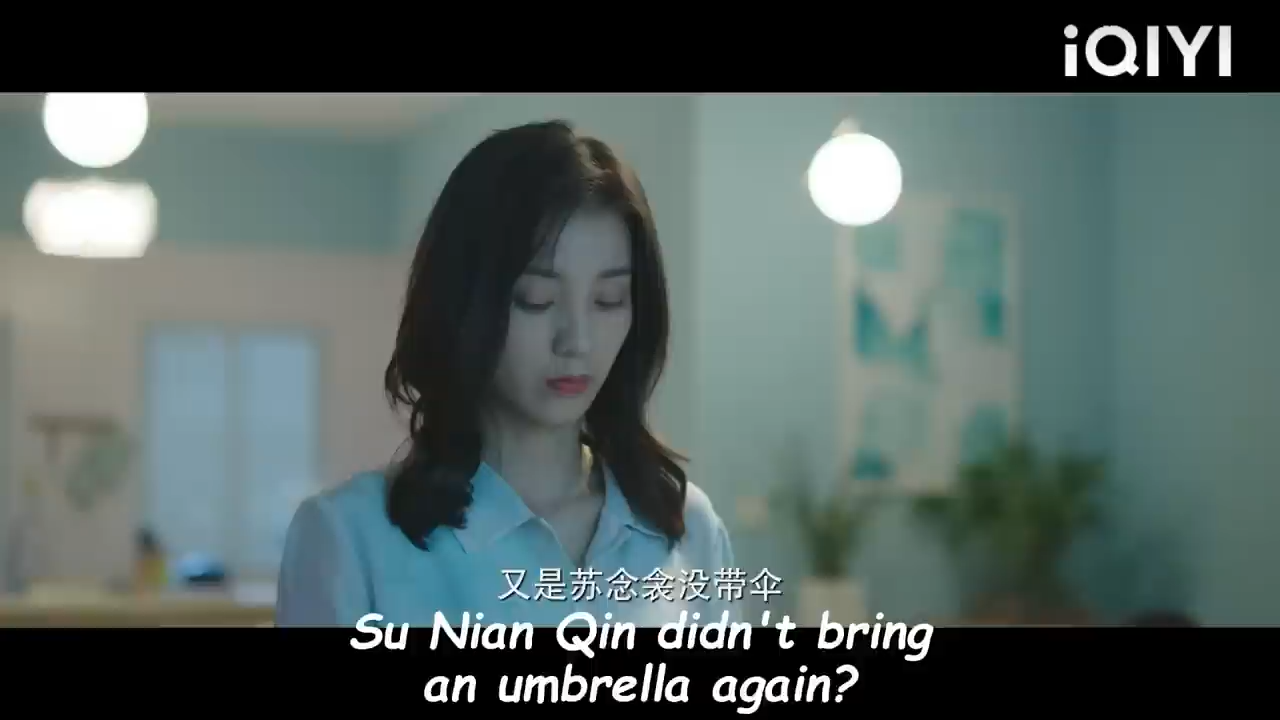 iQIYI
又是苏念衾没带伞
Su Nian Qin didn't bring
an umbrella again?